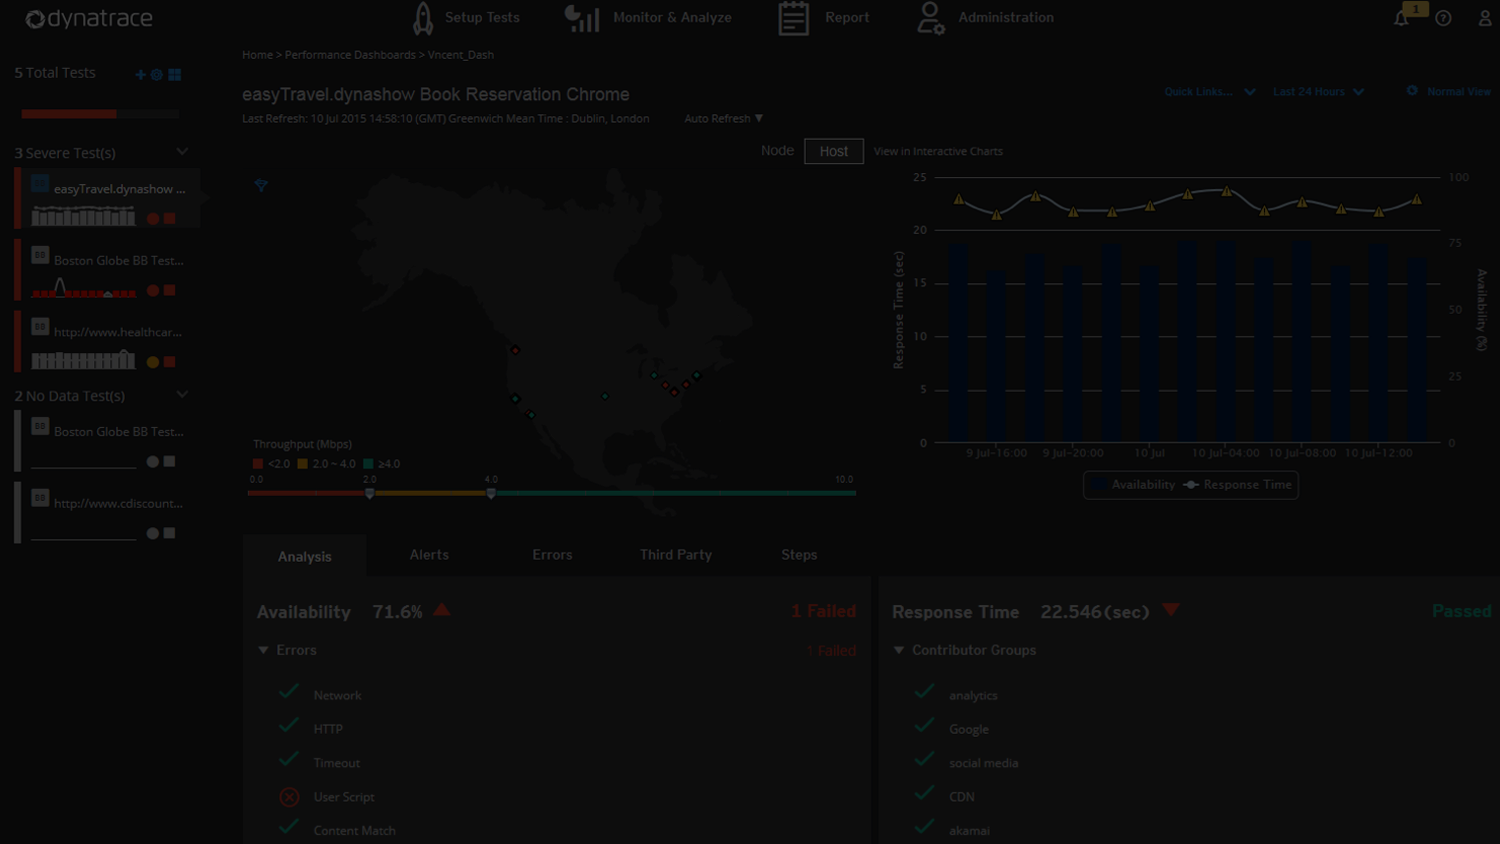 dynatrace
Setup Tests
Monitor & Analyze
Report
Administration
1
?
Home > Performance Dashboards > Vncent_Dash
5 Total Tests
easyTravel.dynashow Book Reservation Chrome
Quick Links...
Last 24 Hours
Normal View
Last Refresh: 10 Jul 2015 14:58:10 (GMT) Greenwich Mean Time : Dublin, London
Auto Refresh ▼
3 Severe Test(s)
easyTravel.dynashow ...
Boston Globe BB Test...
http://www.healthcar...
2 No Data Test(s)
Boston Globe BB Test...
http://www.cdiscount...
Node
Host
View in Interactive Charts
Throughput (Mbps)
<2.0
2.0 ~ 4.0
≥4.0
0.0
2.0
4.0
10.0
25
20
15
10
5
0
Response Time (sec)
100
75
50
25
0
Availability (%)
9 Jul-16:00
9 Jul-20:00
10 Jul
10 Jul-04:00
10 Jul-08:00
10 Jul-12:00
Availability
Response Time
Analysis
Alerts
Errors
Third Party
Steps
Availability 71.6%
1 Failed
Errors
1 Failed
Network
HTTP
Timeout
User Script
Content Match
Response Time 22.546(sec)
Passed
Contributor Groups
analytics
Google
social media
CDN
akamai